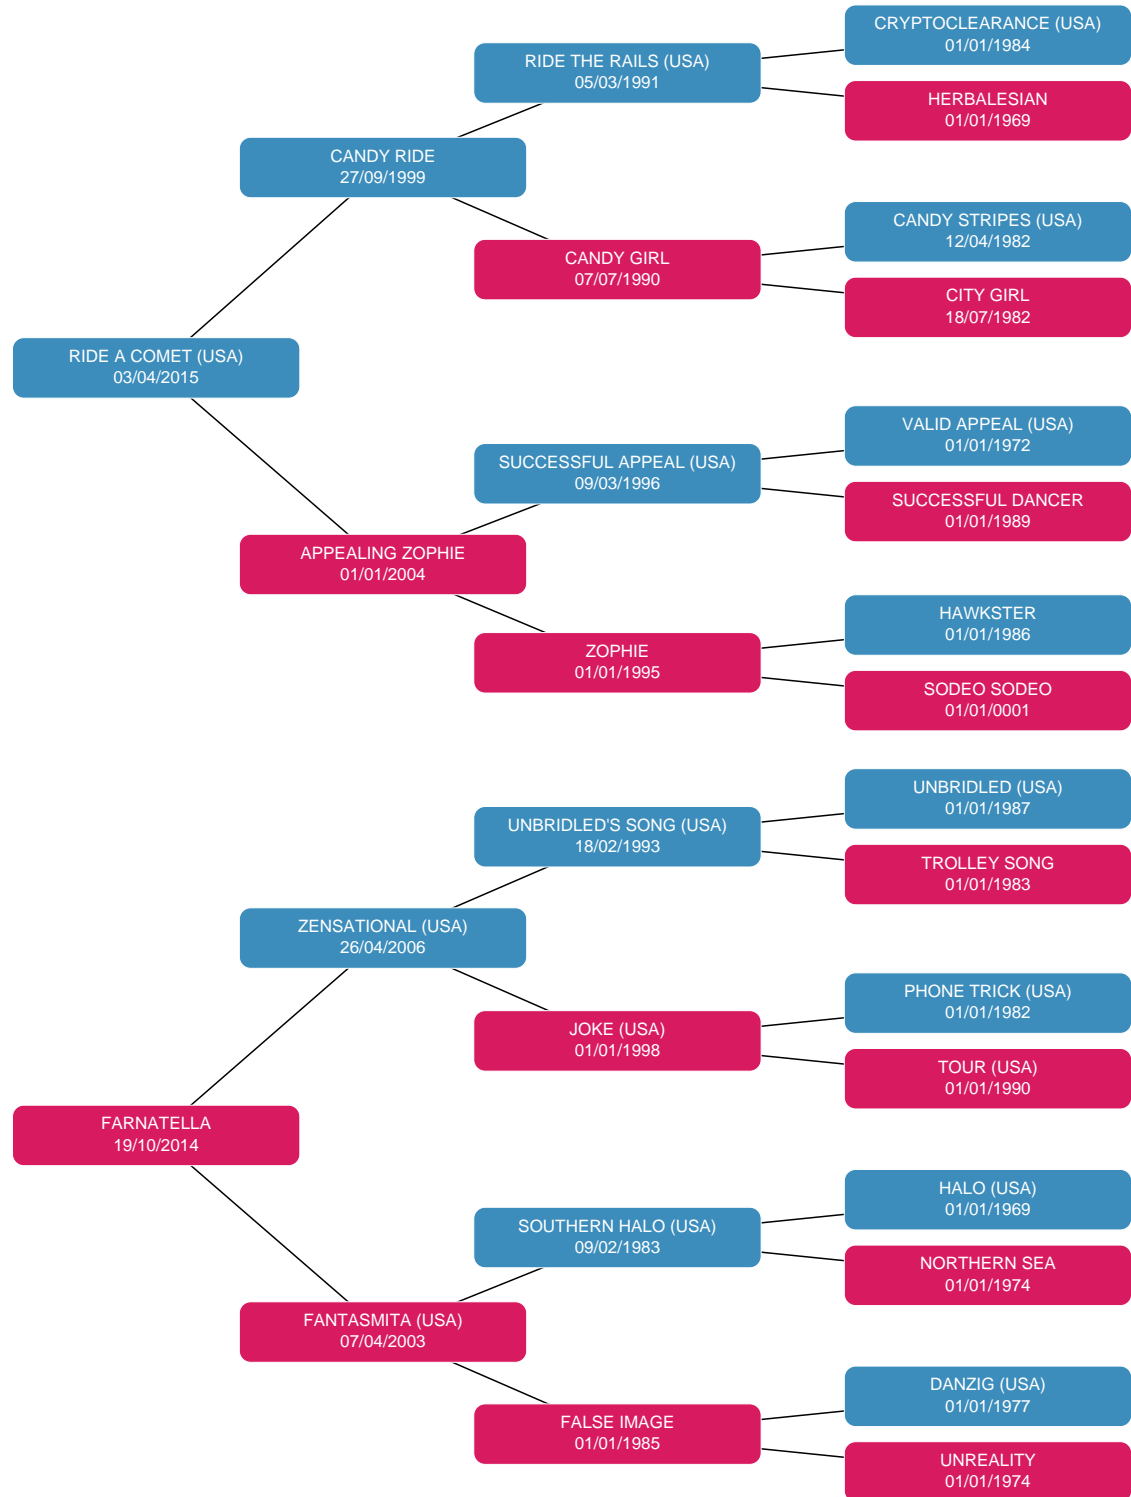 CRYPTOCLEARANCE (USA)
01/01/1984
RIDE THE RAILS (USA)
05/03/1991
HERBALESIAN
01/01/1969
CANDY RIDE
27/09/1999
CANDY STRIPES (USA)
12/04/1982
CANDY GIRL
07/07/1990
CITY GIRL
18/07/1982
RIDE A COMET (USA)
03/04/2015
VALID APPEAL (USA)
01/01/1972
SUCCESSFUL APPEAL (USA)
09/03/1996
SUCCESSFUL DANCER
01/01/1989
APPEALING ZOPHIE
01/01/2004
HAWKSTER
01/01/1986
ZOPHIE
01/01/1995
SODEO SODEO
01/01/0001
UNBRIDLED (USA)
01/01/1987
UNBRIDLED'S SONG (USA)
18/02/1993
TROLLEY SONG
01/01/1983
ZENSATIONAL (USA)
26/04/2006
PHONE TRICK (USA)
01/01/1982
JOKE (USA)
01/01/1998
TOUR (USA)
01/01/1990
FARNATELLA
19/10/2014
HALO (USA)
01/01/1969
SOUTHERN HALO (USA)
09/02/1983
NORTHERN SEA
01/01/1974
FANTASMITA (USA)
07/04/2003
DANZIG (USA)
01/01/1977
FALSE IMAGE
01/01/1985
UNREALITY
01/01/1974